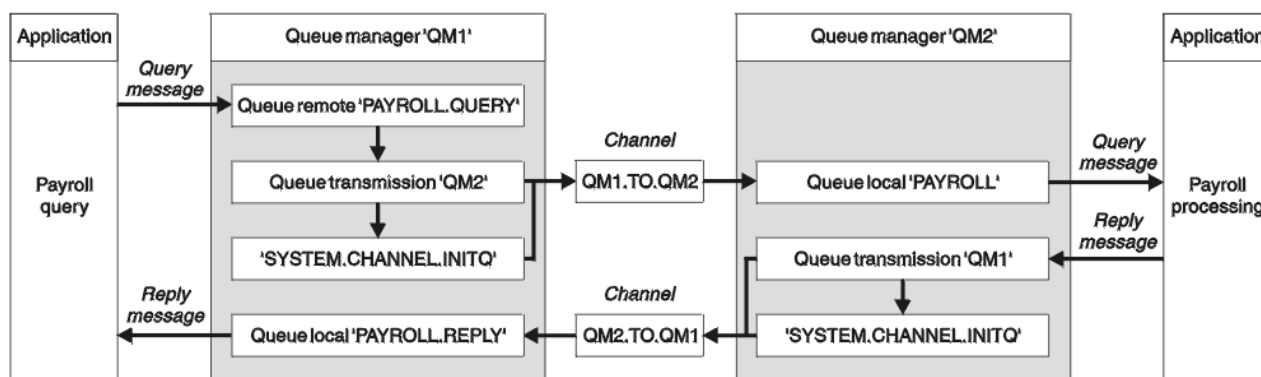 Application
Queue manager 'QM1'
Queue manager 'QM2'
Application
Query
message
Queue remote 'PAYROLL.QUERY'
Payroll
query
Queue transmission 'QM2'
'SYSTEM.CHANNEL.INITQ'
Reply
message
Queue local 'PAYROLL.REPLY'
Channel
QM1.TO.QM2
Channel
QM2.TO.QM1
Queue local 'PAYROLL'
Queue transmission 'QM1'
'SYSTEM.CHANNEL.INITQ'
Query
message
Reply
message
Payroll
processing